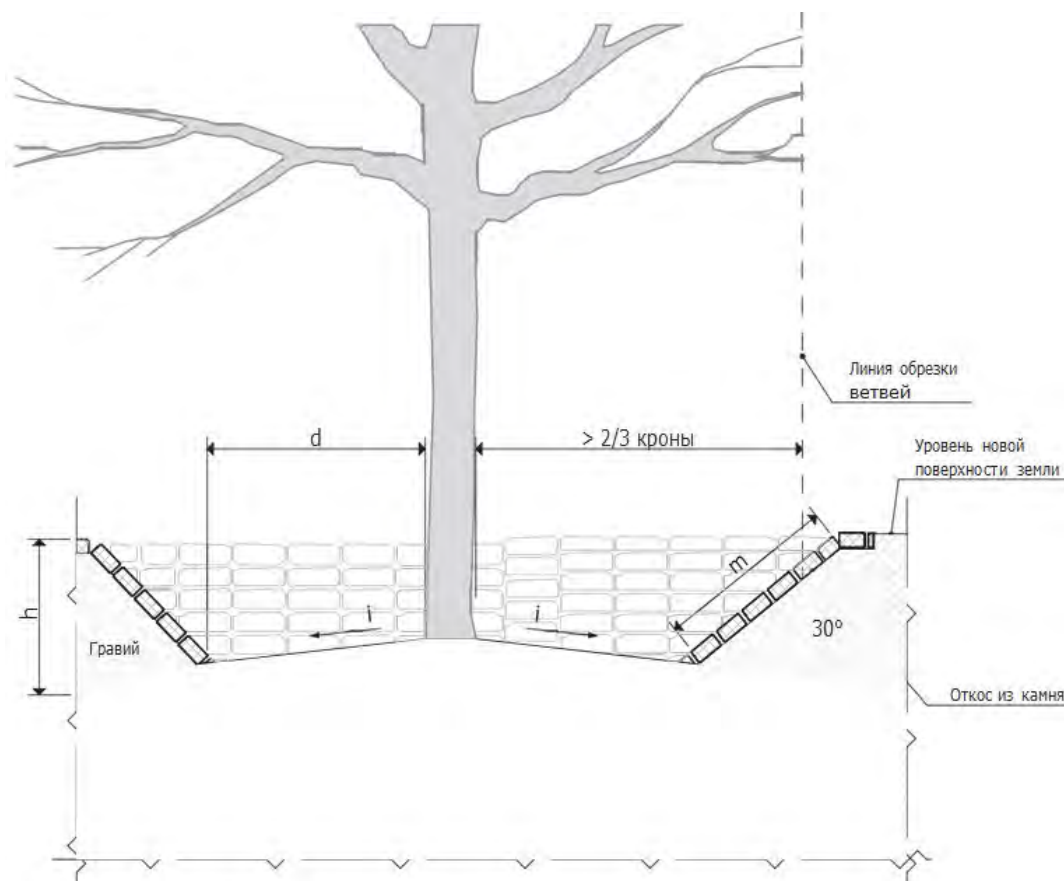 Линия обрезки
ветвей
d
> 2/3 кроны
Уровень новой
поверхности земли
m
h
i
i
30°
Гравий
Откос из камня